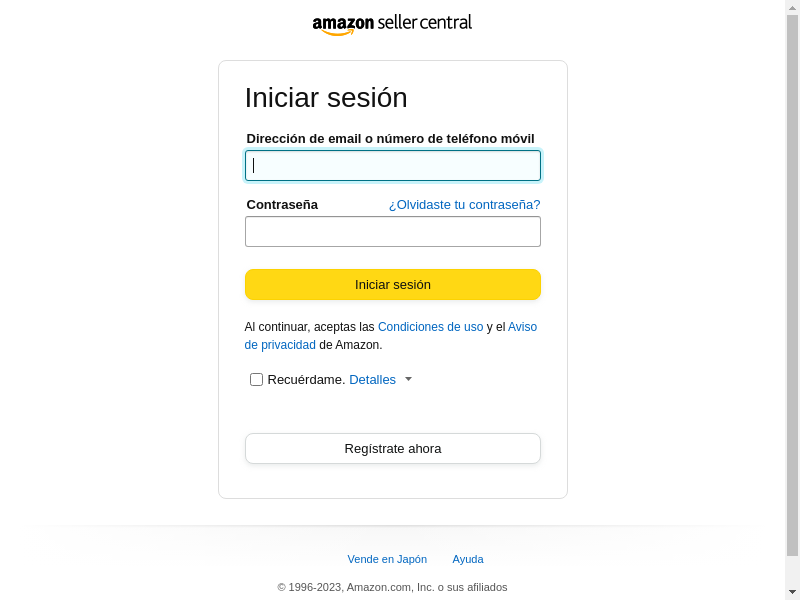 amazon seller central
Iniciar sesión
Dirección de email o número de teléfono móvil
Contraseña ¿Olvidaste tu contraseña?
Iniciar sesión
Al continuar, aceptas las Condiciones de uso y el Aviso
de privacidad de Amazon.
Recuérdame. Detalles
Regístrate ahora
Vende en Japón Ayuda
© 1996-2023, Amazon.com, Inc. o sus afiliados